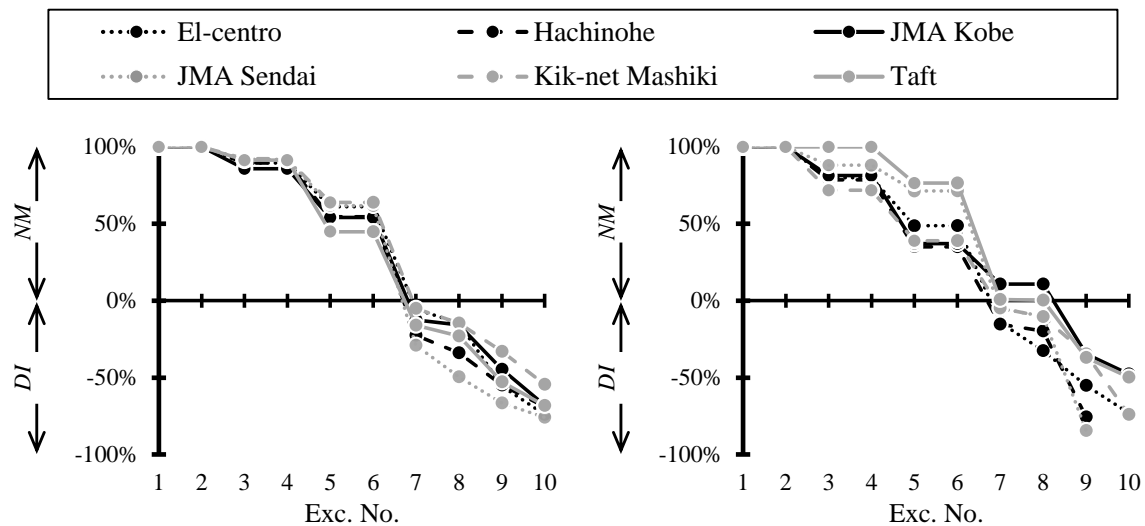 El-centro Hachinohe JMA Kobe
JMA Sendai Kik-net Mashiki Taft
100%
50%
0%
-50%
-100%
NM
DI
1 2 3 4 5 6 7 8 9 10
Exc. No.
100%
50%
0%
-50%
-100%
NM
DI
1 2 3 4 5 6 7 8 9 10
Exc. No.